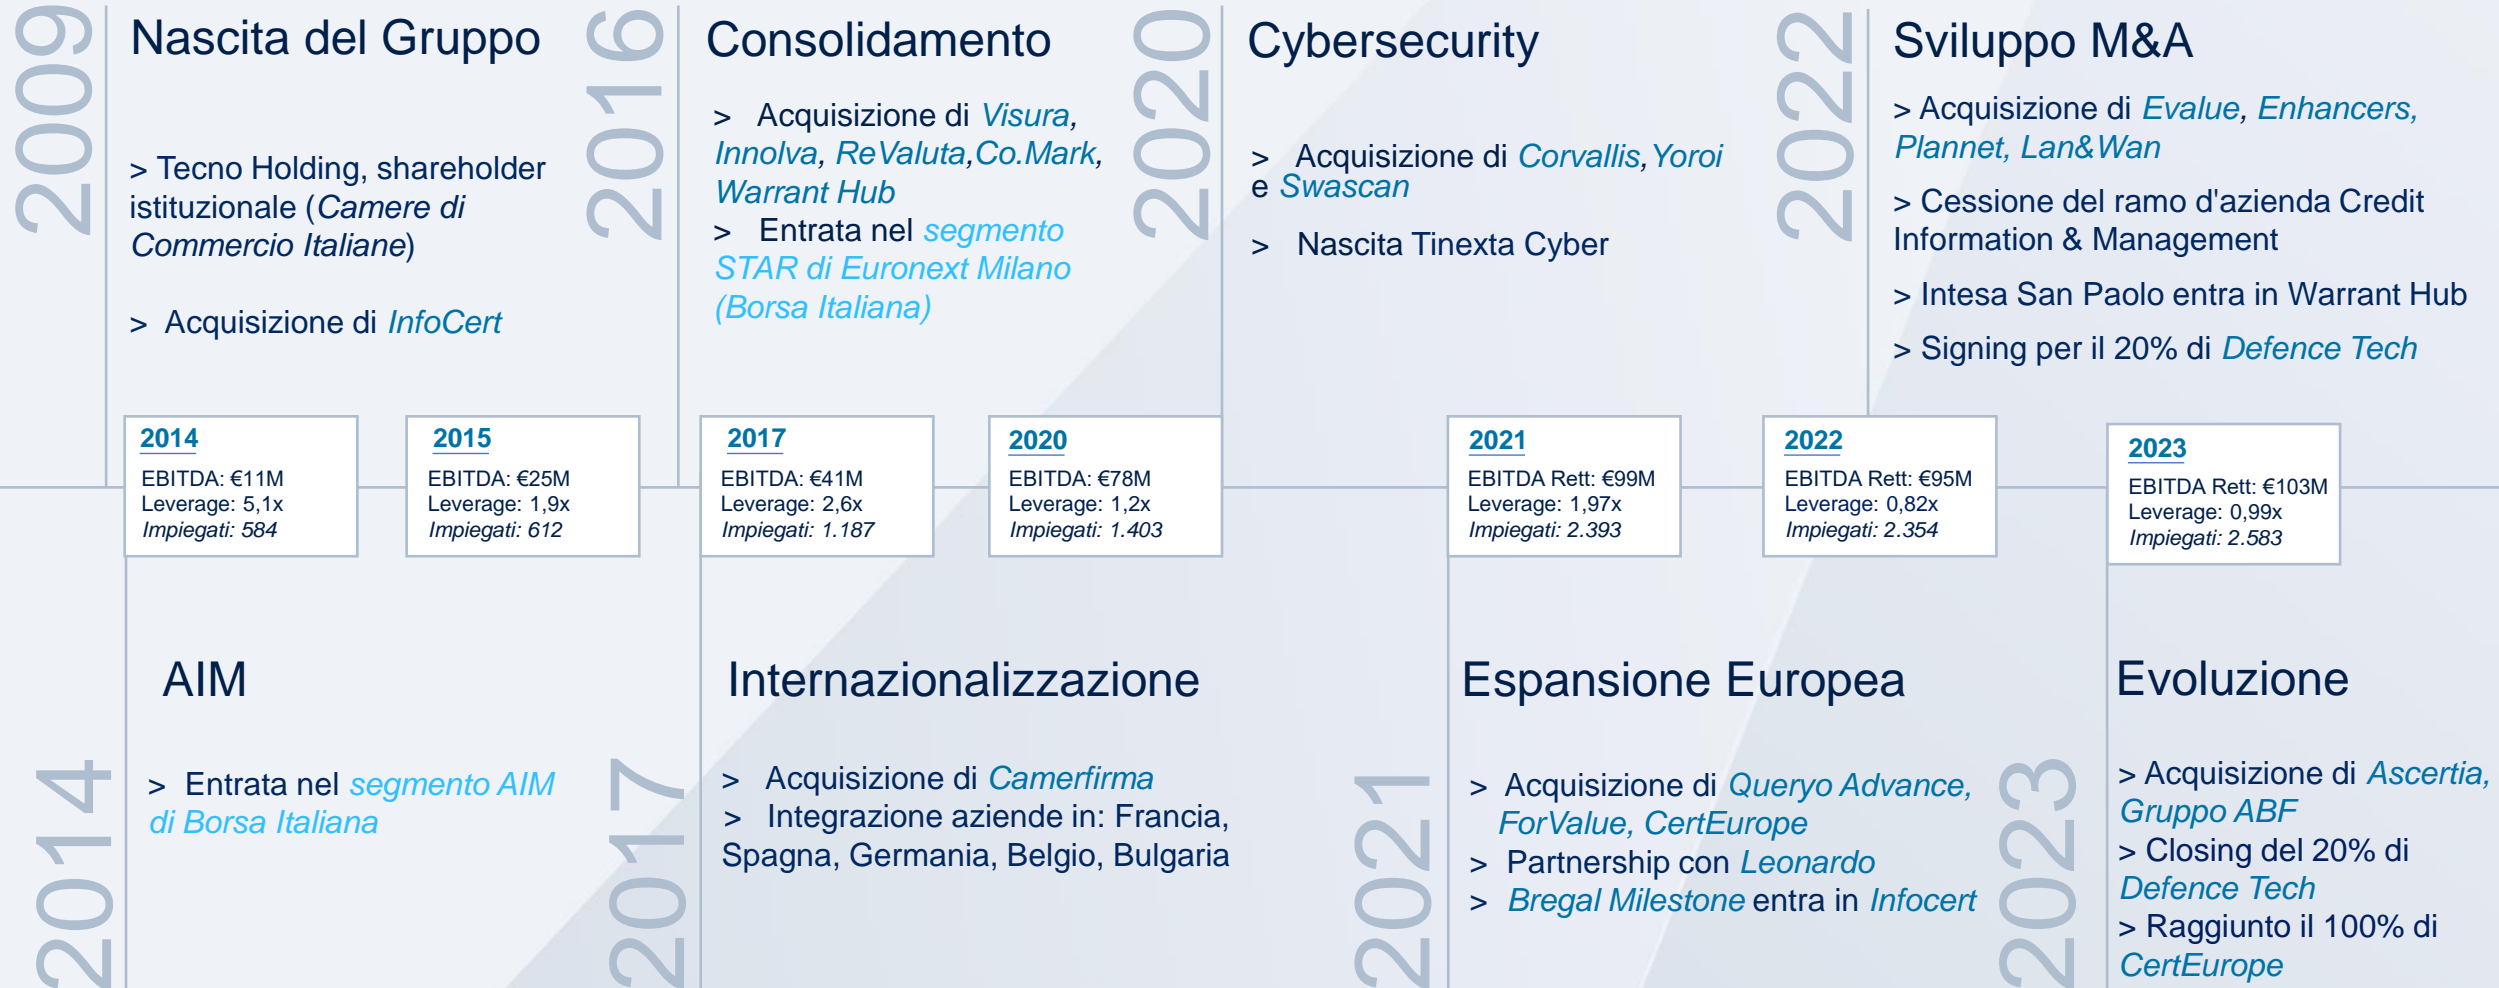 2009
Nascita del Gruppo
> Tecno Holding, shareholder
istituzionale (Camere di
Commercio Italiane)
> Acquisizione di InfoCert
2016
Consolidamento
> Acquisizione di Visura,
Innolva, ReValuta,Co.Mark,
Warrant Hub
> Entrata nel segmento
STAR di Euronext Milano
(Borsa Italiana)
2020
Cybersecurity
> Acquisizione di Corvallis,Yoroi
e Swascan
> Nascita Tinexta Cyber
2022
Sviluppo M&A
> Acquisizione di Evalue, Enhancers,
Plannet, Lan&Wan
> Cessione del ramo d'azienda Credit
Information & Management
> Intesa San Paolo entra in Warrant Hub
> Signing per il 20% di Defence Tech
2014
EBITDA: €11M
Leverage: 5,1x
Impiegati: 584
2015
EBITDA: €25M
Leverage: 1,9x
Impiegati: 612
2017
EBITDA: €41M
Leverage: 2,6x
Impiegati: 1.187
2020
EBITDA: €78M
Leverage: 1,2x
Impiegati: 1.403
2021
EBITDA Rett: €99M
Leverage: 1,97x
Impiegati: 2.393
2022
EBITDA Rett: €95M
Leverage: 0,82x
Impiegati: 2.354
2023
EBITDA Rett: €103M
Leverage: 0,99x
Impiegati: 2.583
2014
AIM
> Entrata nel segmento AIM
di Borsa Italiana
2017
Internazionalizzazione
> Acquisizione di Camerfirma
> Integrazione aziende in: Francia,
Spagna, Germania, Belgio, Bulgaria
2021
Espansione Europea
> Acquisizione di Queryo Advance,
ForValue, CertEurope
> Partnership con Leonardo
> Bregal Milestone entra in Infocert
2023
Evoluzione
> Acquisizione di Ascertia,
Gruppo ABF
> Closing del 20% di
Defence Tech
> Raggiunto il 100% di
CertEurope